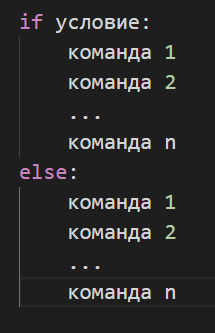 if условие:
команда 1
команда 2
...
команда n
else:
команда 1
команда 2
...
команда n